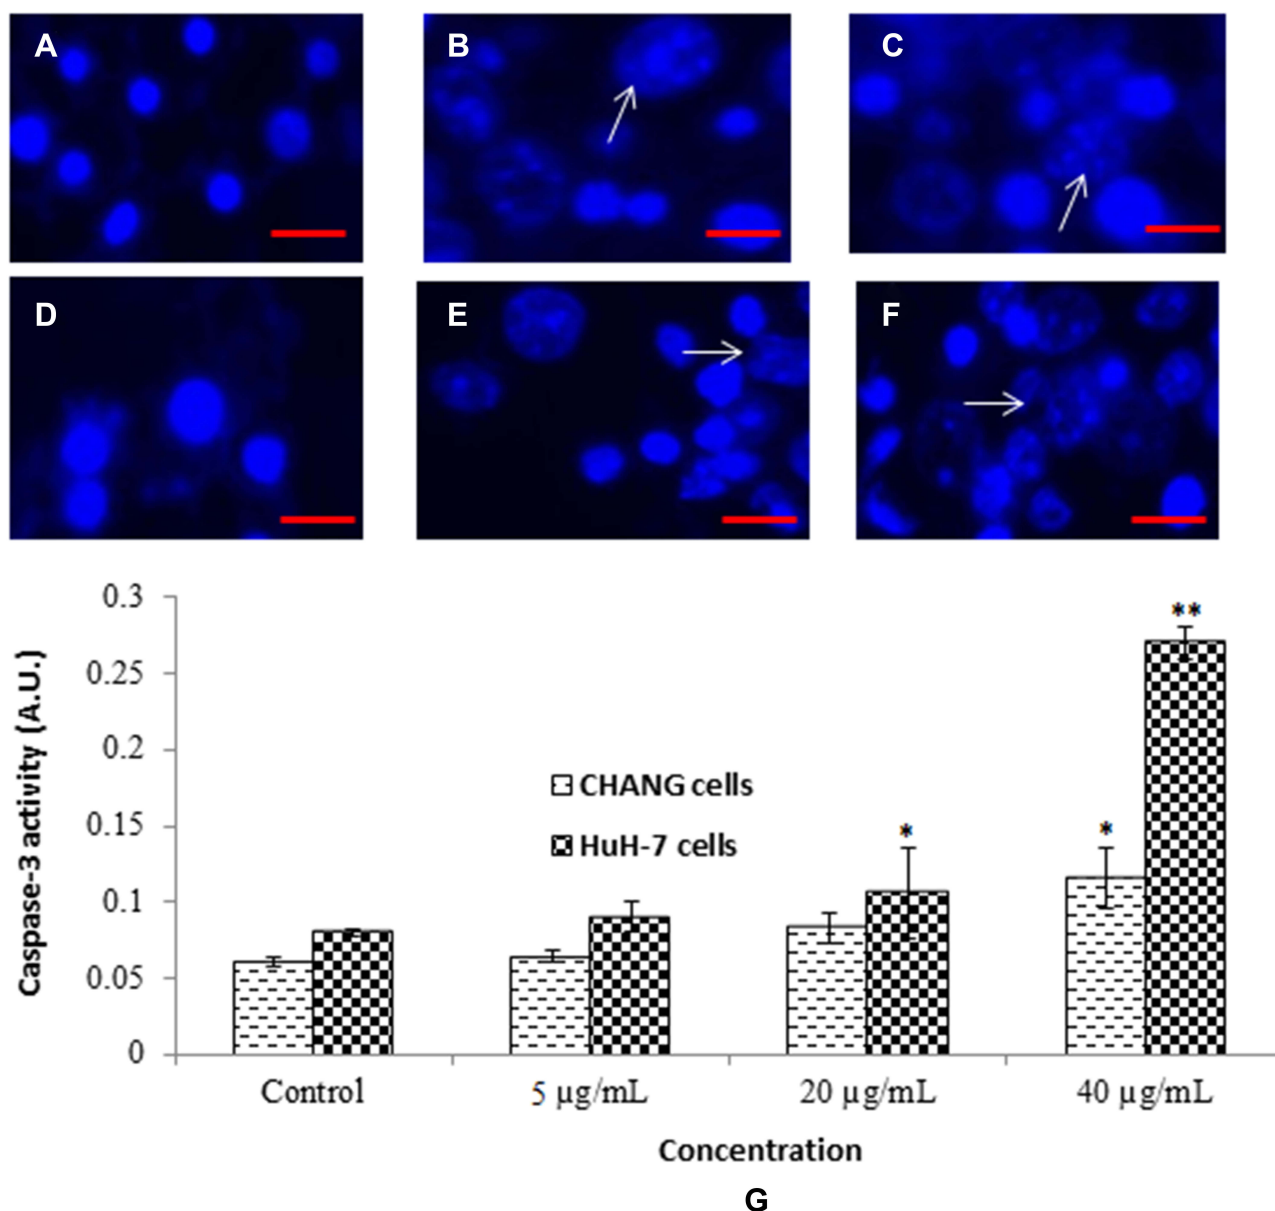 A
B
C
D
E
F
0.3
0.25
0.2
0.15
0.1
0.05
0
Caspase-3 activity (A.U.)
CHANG cells
HuH-7 cells
*
*
**
Control
5 µg/mL
20 µg/mL
40 µg/mL
Concentration
G